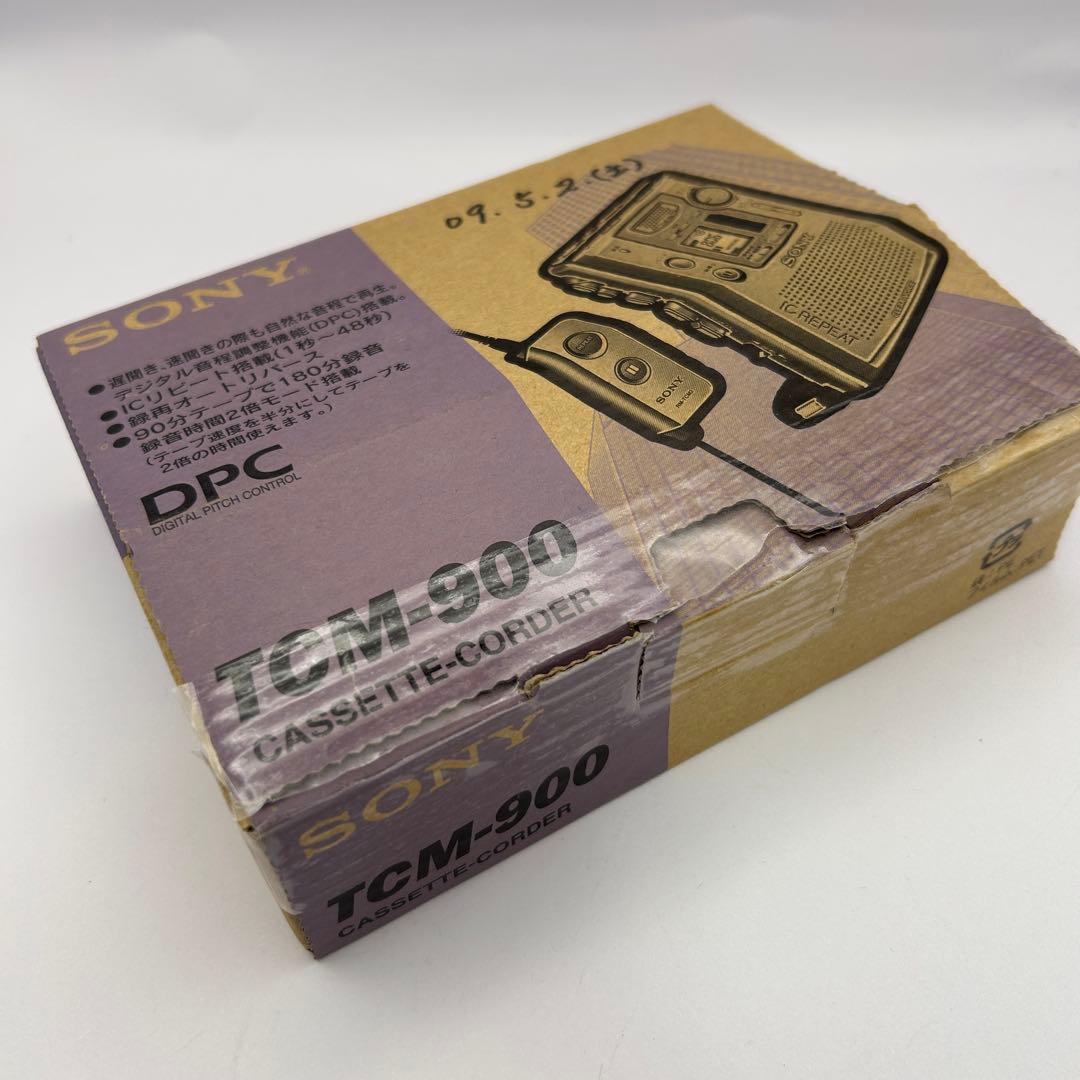 09.5.2.(土)
SONY®
●遅聞き、速聞きの際も自然な音程で再生。
デジタル音程調整機能(DPC)搭載。
●ICリピート搭載(1秒〜48秒)
●録再オートリバース
●90分テープで180分録音
録音時間2倍モード搭載
(テープ速度を半分にしてテープを
2倍の時間使えます。)
DPC
DIGITAL PITCH CONTROL
TCM-900
CASSETTE-CORDER
SONY
IC REPEAT
SONY
SONY
TCM-900
CASSETTE-CORDER